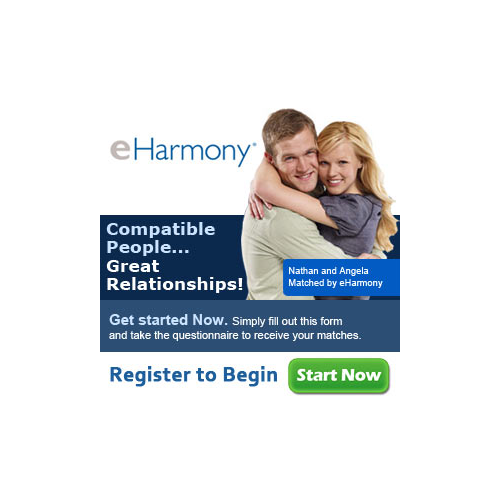 eHarmony®
Compatible
People...
Great
Relationships!
Nathan and Angela
Matched by eHarmony
Get started Now. Simply fill out this form
and take the questionnaire to receive your matches.
Register to Begin
Start Now